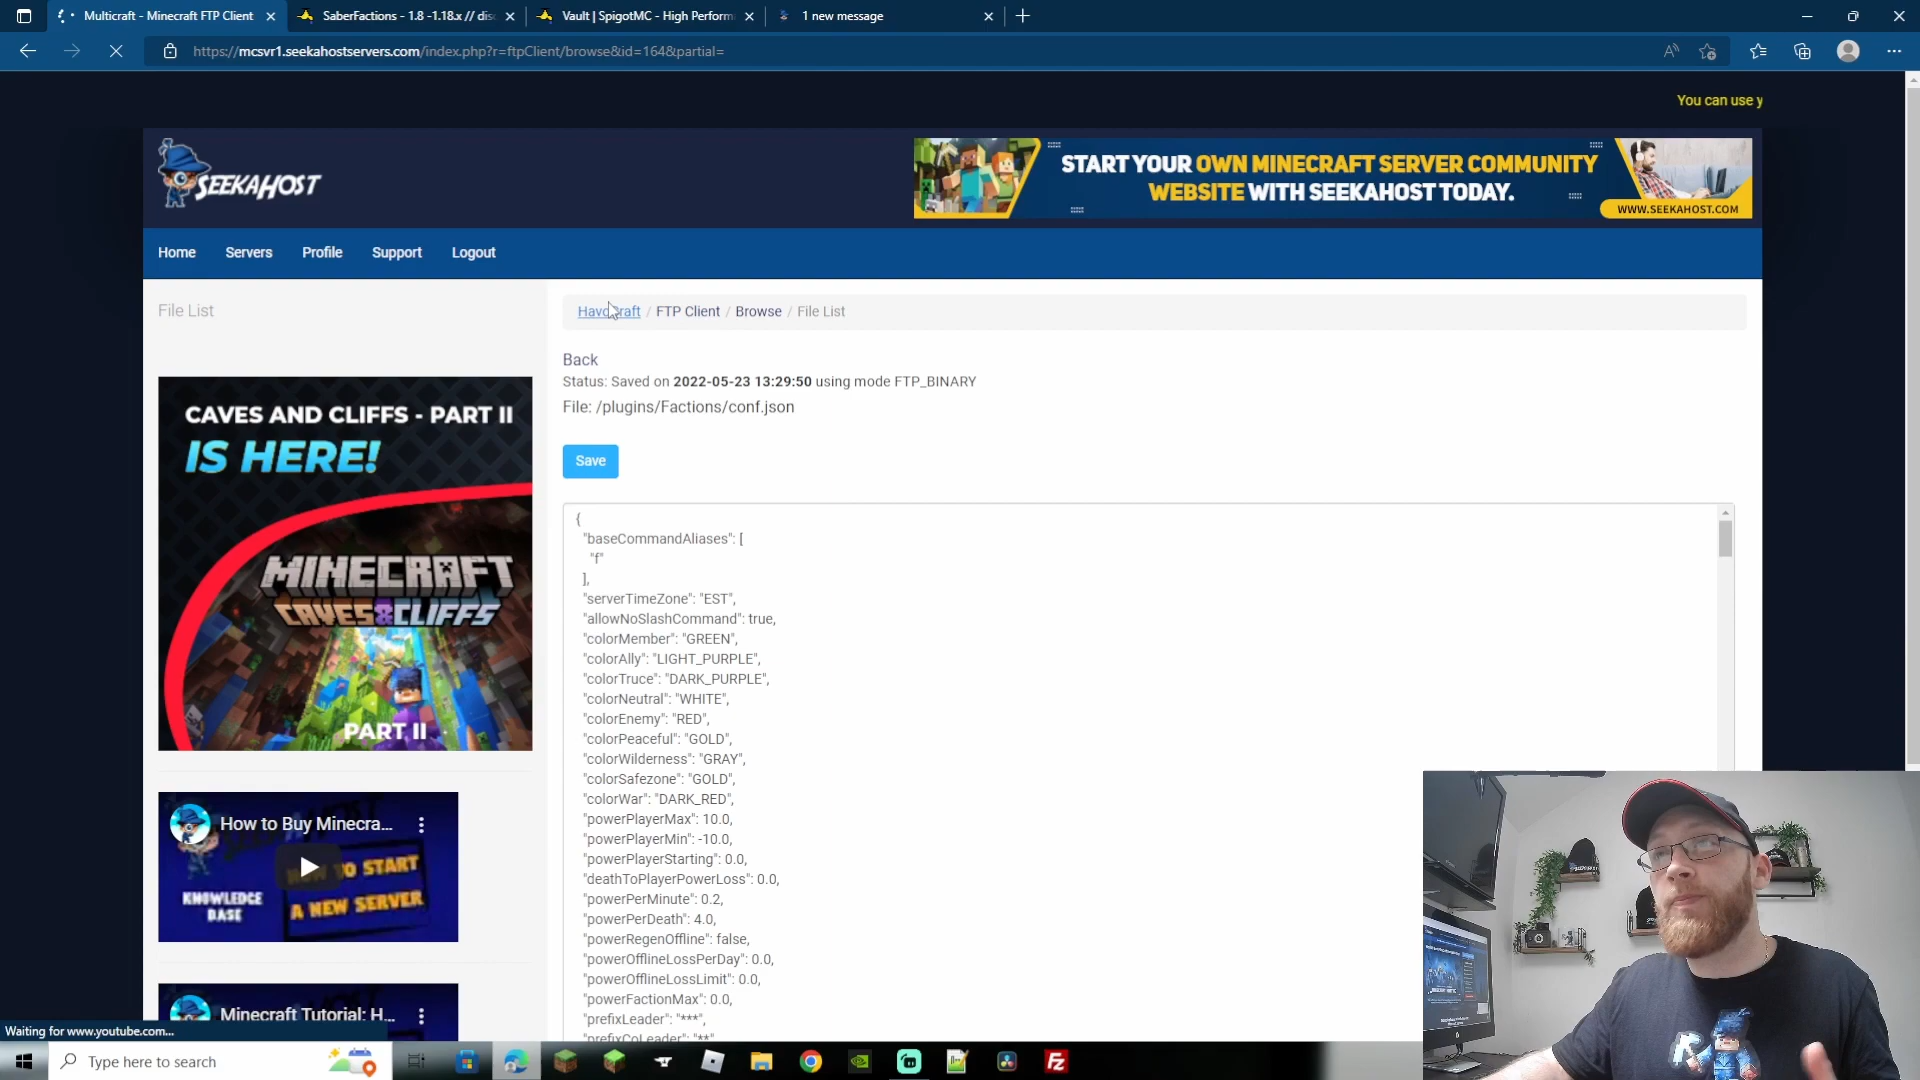 Multicraft - Minecraft FTP Client
SaberFactions - 1.8 -1.18.x // dis
Vault | SpigotMC - High Perform
1 new message
https://mcsvr1.seekahostservers.com/index.php?r=ftpClient/browse&id=164&partial=
You can use y
SEEKAHOST
START YOUR OWN MINECRAFT SERVER COMMUNITY
WEBSITE WITH SEEKAHOST TODAY.
WWW.SEEKAHOST.COM
Home
Servers
Profile
Support
Logout
File List
HavocCraft / FTP Client / Browse / File List
Back
Status: Saved on 2022-05-23 13:29:50 using mode FTP_BINARY
File: /plugins/Factions/conf.json
Save
CAVES AND CLIFFS - PART II
IS HERE!
MINECRAFT
CAVES & CLIFFS
PART II
{
"baseCommandAliases": [
"f"
],
"serverTimeZone": "EST",
"allowNoSlashCommand": true,
"colorMember": "GREEN",
"colorAlly": "LIGHT_PURPLE",
"colorTruce": "DARK_PURPLE",
"colorNeutral": "WHITE",
"colorEnemy": "RED",
"colorPeaceful": "GOLD",
"colorWilderness": "GRAY",
"colorSafezone": "GOLD",
"colorWar": "DARK_RED",
"powerPlayerMax": 10.0,
"powerPlayerMin": -10.0,
"powerPlayerStarting": 0.0,
"deathToPlayerPowerLoss": 0.0,
"powerPerMinute": 0.2,
"powerPerDeath": 4.0,
"powerRegenOffline": false,
"powerOfflineLossPerDay": 0.0,
"powerOfflineLossLimit": 0.0,
"powerFactionMax": 0.0,
"prefixLeader": "***",
"prefixCoLeader": "**"
How to Buy Minecra...
HOW TO START
A NEW SERVER
KNOWLEDGE
BASE
Minecraft Tutorial: H...
Waiting for www.youtube.com...
Type here to search